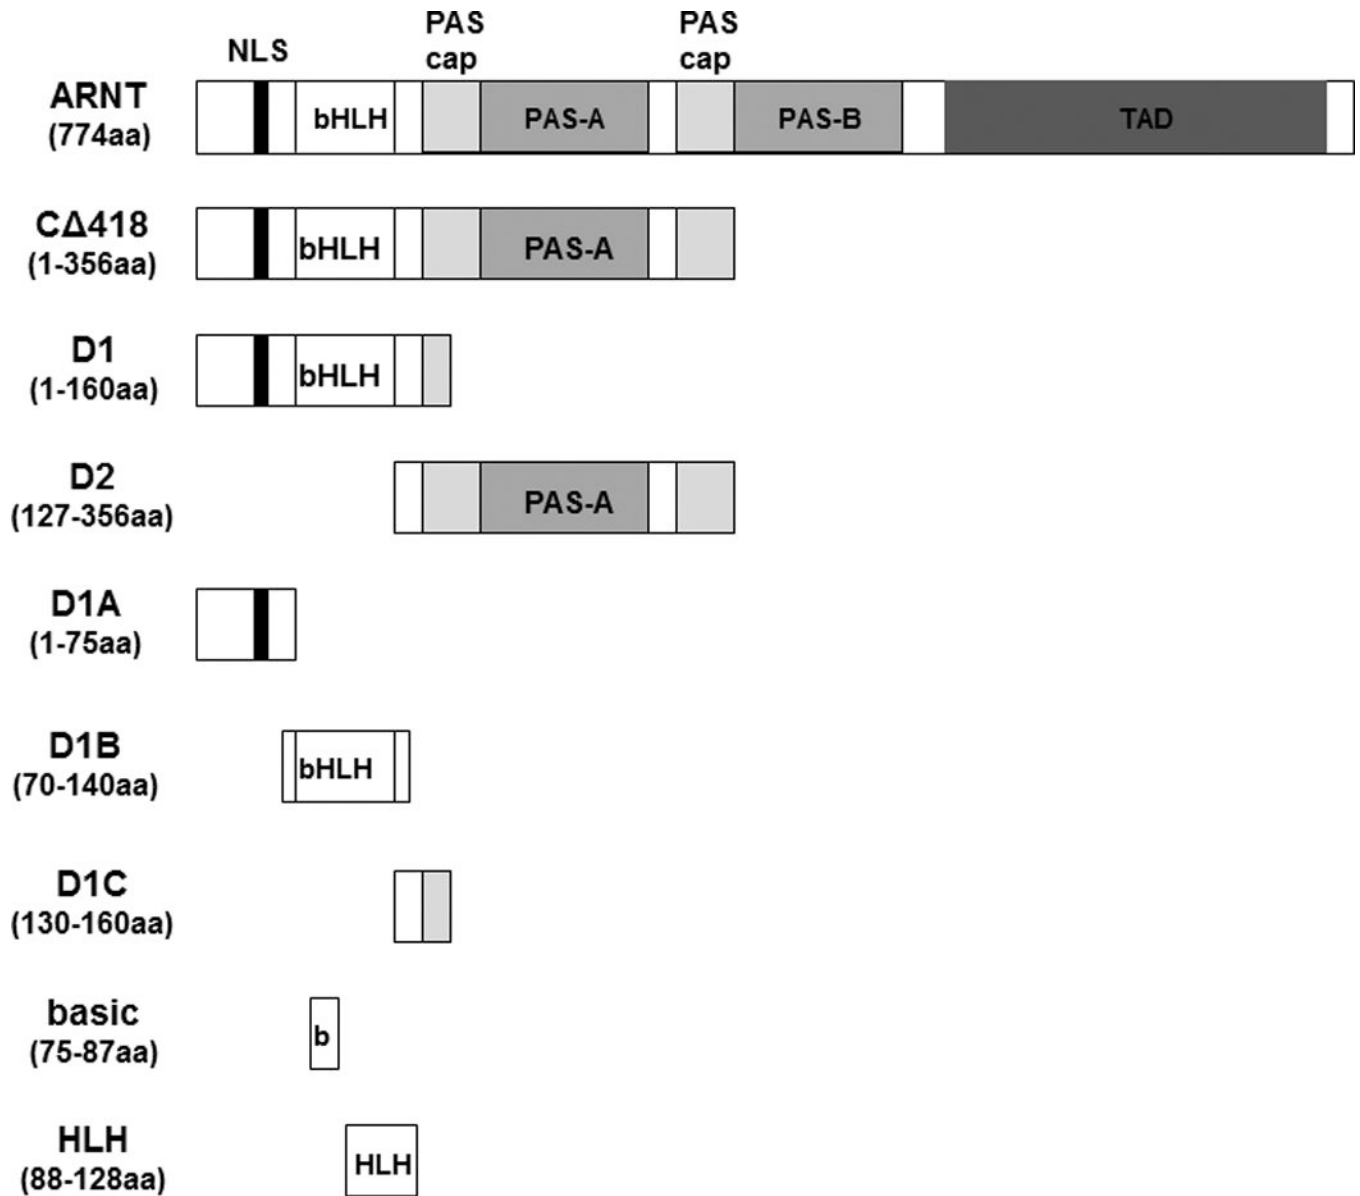 PAS
cap
PAS
cap
NLS
ARNT
(774aa)
bHLH
PAS-A
PAS-B
TAD
CΔ418
(1-356aa)
bHLH
PAS-A
D1
(1-160aa)
bHLH
D2
(127-356aa)
PAS-A
D1A
(1-75aa)
D1B
(70-140aa)
bHLH
D1C
(130-160aa)
basic
(75-87aa)
b
HLH
(88-128aa)
HLH